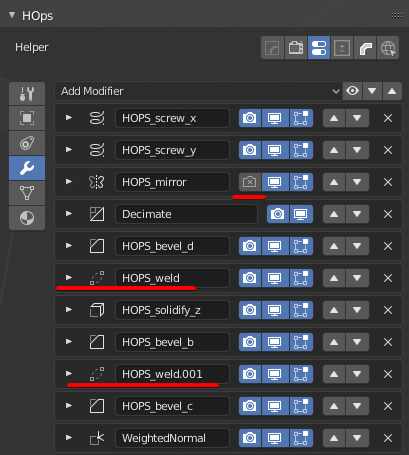 HOps
Helper
Add Modifier
HOPS_screw_x
HOPS_screw_y
HOPS_mirror
Decimate
HOPS_bevel_d
HOPS_weld
HOPS_solidify_z
HOPS_bevel_b
HOPS_weld.001
HOPS_bevel_c
WeightedNormal